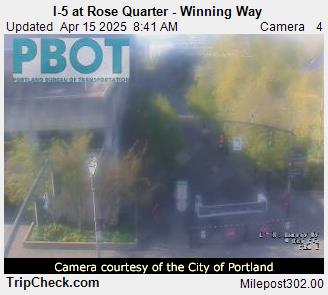 I-5 at Rose Quarter - Winning Way
Updated Apr 15 2025 8:41 AM Camera 4
PBOT
PORTLAND BUREAU OF TRANSPORTATION
Camera courtesy of the City of Portland
TripCheck.com Milepost302.00